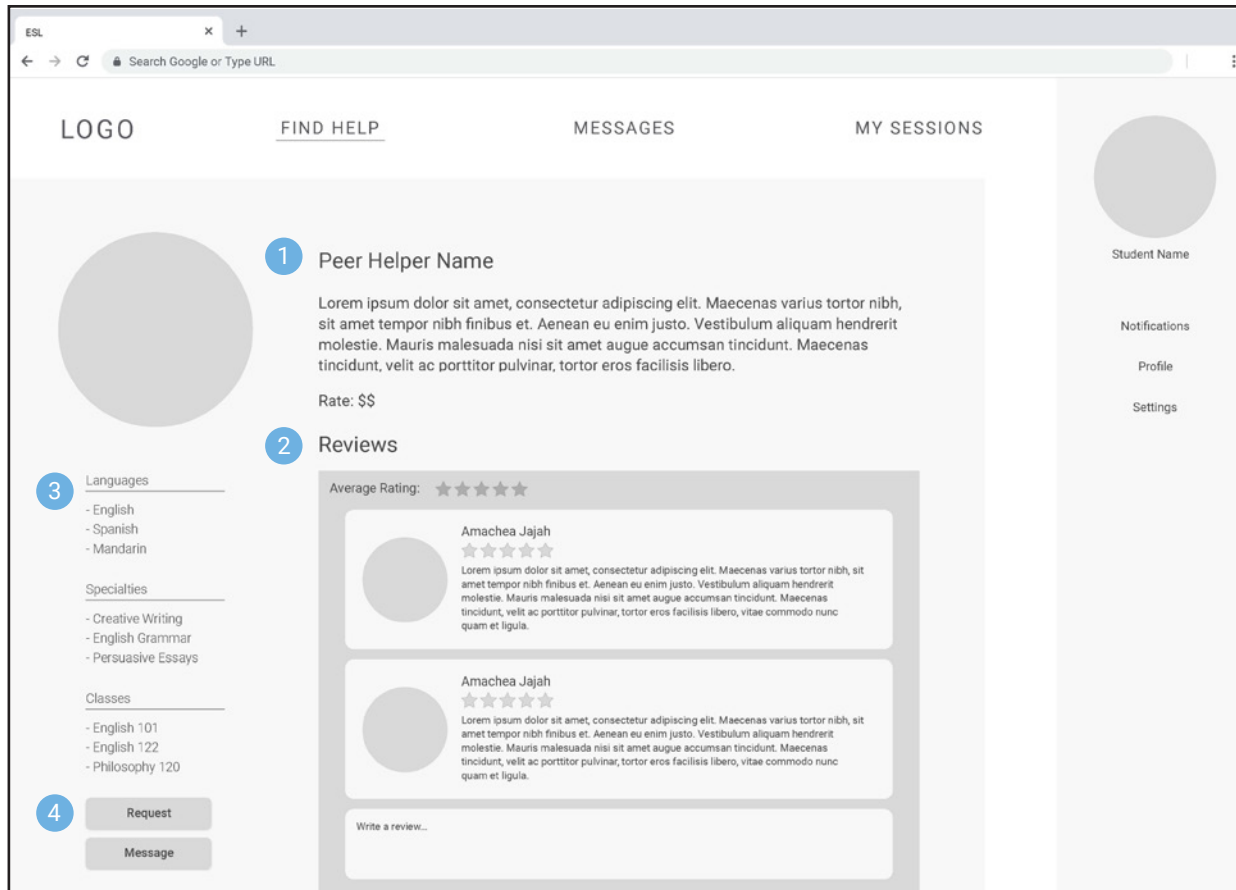 ESL
Search Google or Type URL
LOGO
FIND HELP
MESSAGES
MY SESSIONS
Student Name
Notifications
Profile
Settings
1
Peer Helper Name
Lorem ipsum dolor sit amet, consectetur adipiscing elit. Maecenas varius tortor nibh,
sit amet tempor nibh finibus et. Aenean eu enim justo. Vestibulum aliquam hendrerit
molestie. Mauris malesuada nisi sit amet augue accumsan tincidunt. Maecenas
tincidunt, velit ac porttitor pulvinar, tortor eros facilisis libero.
Rate: $$
2
Reviews
Average Rating:
Amachea Jajah
Lorem ipsum dolor sit amet, consectetur adipiscing elit. Maecenas varius tortor nibh, sit
amet tempor nibh finibus et. Aenean eu enim justo. Vestibulum aliquam hendrerit
molestie. Mauris malesuada nisi sit amet augue accumsan tincidunt. Maecenas
tincidunt, velit ac porttitor pulvinar, tortor eros facilisis libero, vitae commodo nunc
quam et ligula.
Amachea Jajah
Lorem ipsum dolor sit amet, consectetur adipiscing elit. Maecenas varius tortor nibh, sit
amet tempor nibh finibus et. Aenean eu enim justo. Vestibulum aliquam hendrerit
molestie. Mauris malesuada nisi sit amet augue accumsan tincidunt. Maecenas
tincidunt, velit ac porttitor pulvinar, tortor eros facilisis libero, vitae commodo nunc
quam et ligula.
Write a review...
3
Languages
- English
- Spanish
- Mandarin
Specialties
- Creative Writing
- English Grammar
- Persuasive Essays
Classes
- English 101
- English 122
- Philosophy 120
4
Request
Message